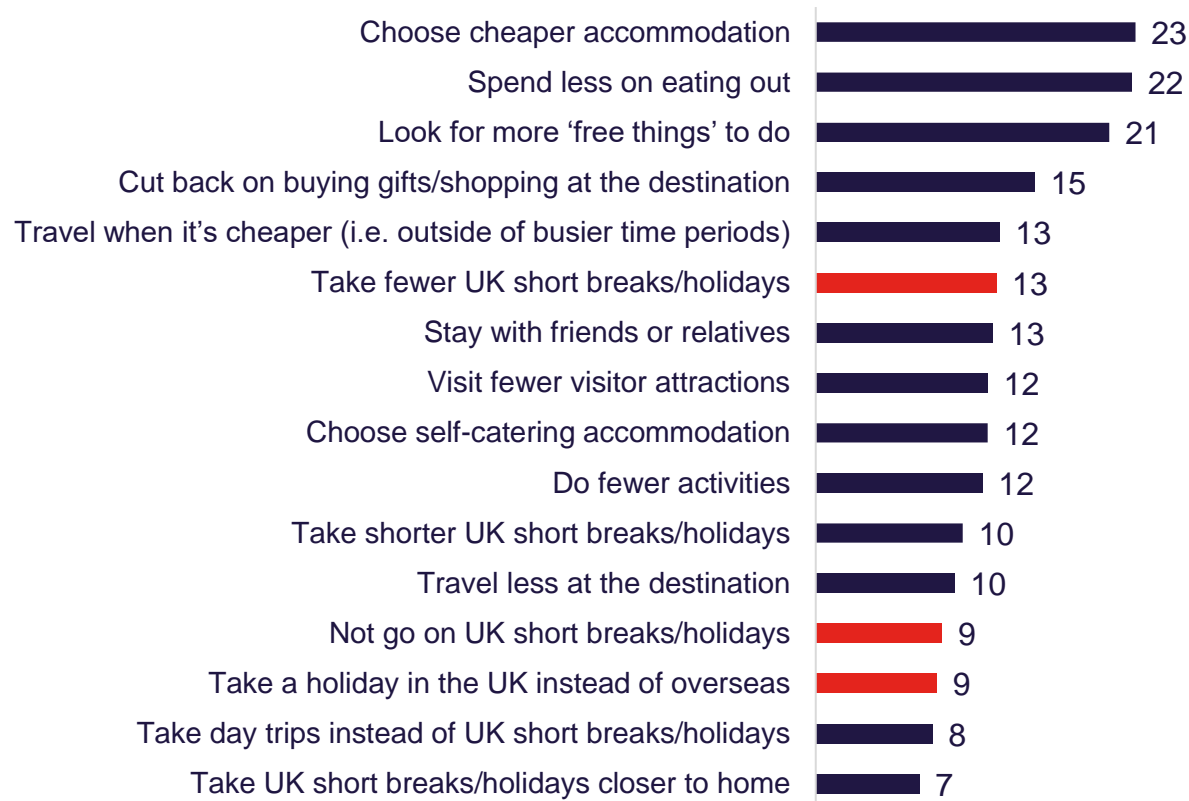 Choose cheaper accommodation 23
Spend less on eating out 22
Look for more ‘free things’ to do 21
Cut back on buying gifts/shopping at the destination 15
Travel when it’s cheaper (i.e. outside of busier time periods) 13
Take fewer UK short breaks/holidays 13
Stay with friends or relatives 13
Visit fewer visitor attractions 12
Choose self-catering accommodation 12
Do fewer activities 12
Take shorter UK short breaks/holidays 10
Travel less at the destination 10
Not go on UK short breaks/holidays 9
Take a holiday in the UK instead of overseas 9
Take day trips instead of UK short breaks/holidays 8
Take UK short breaks/holidays closer to home 7